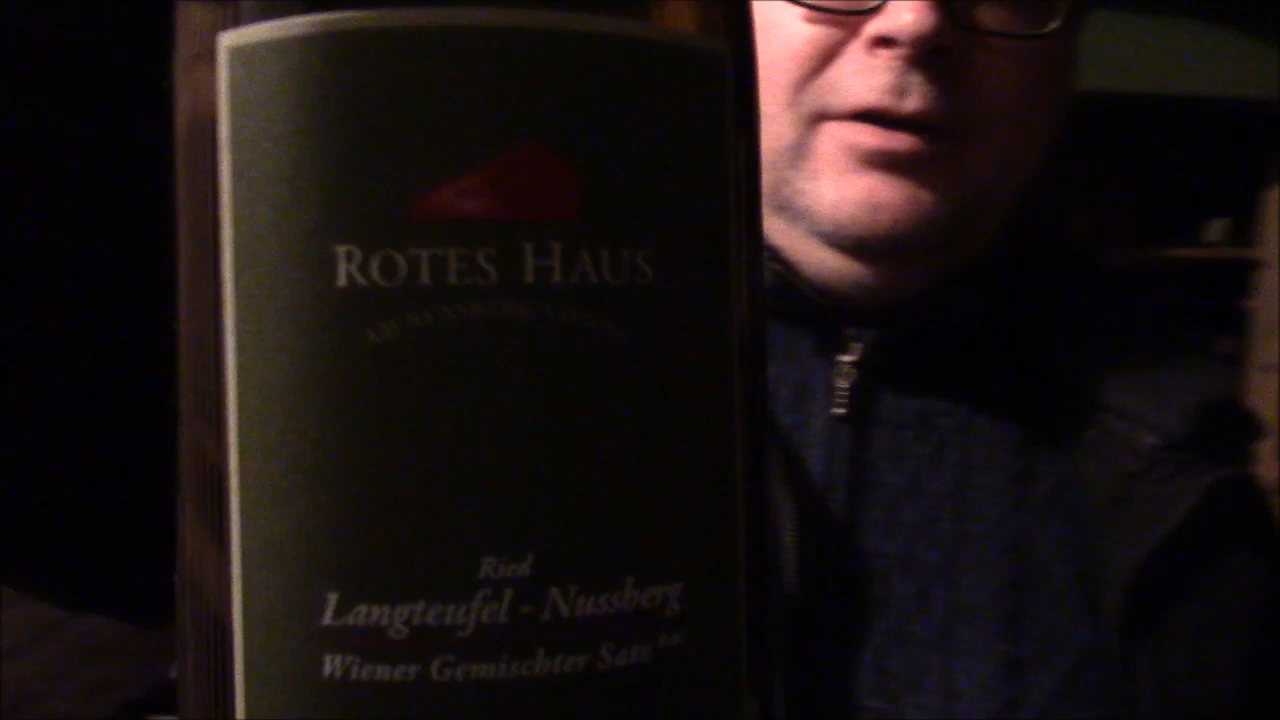 ROTES HAUS
Ried
Langteufel - Nussberg
Wiener Gemischter Satz